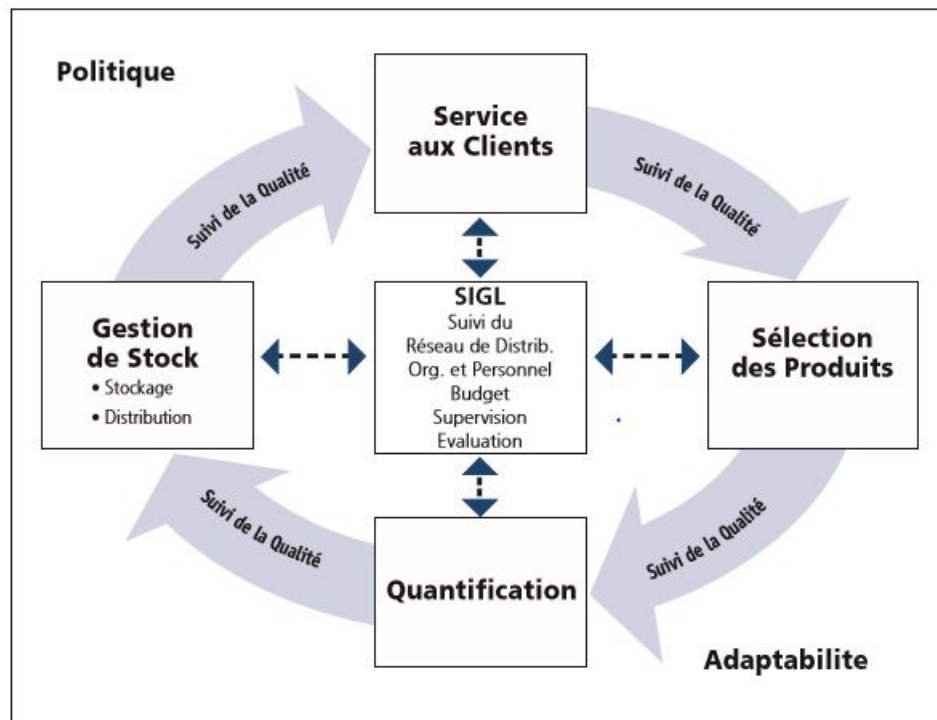 Politique
Service
aux Clients
Suivi de la Qualité
Suivi de la Qualité
Gestion
de Stock
• Stockage
• Distribution
SIGL
Suivi du
Réseau de Distrib.
Org. et Personnel
Budget
Supervision
Evaluation
Sélection
des Produits
Suivi de la Qualité
Suivi de la Qualité
Quantification
Adaptabilite